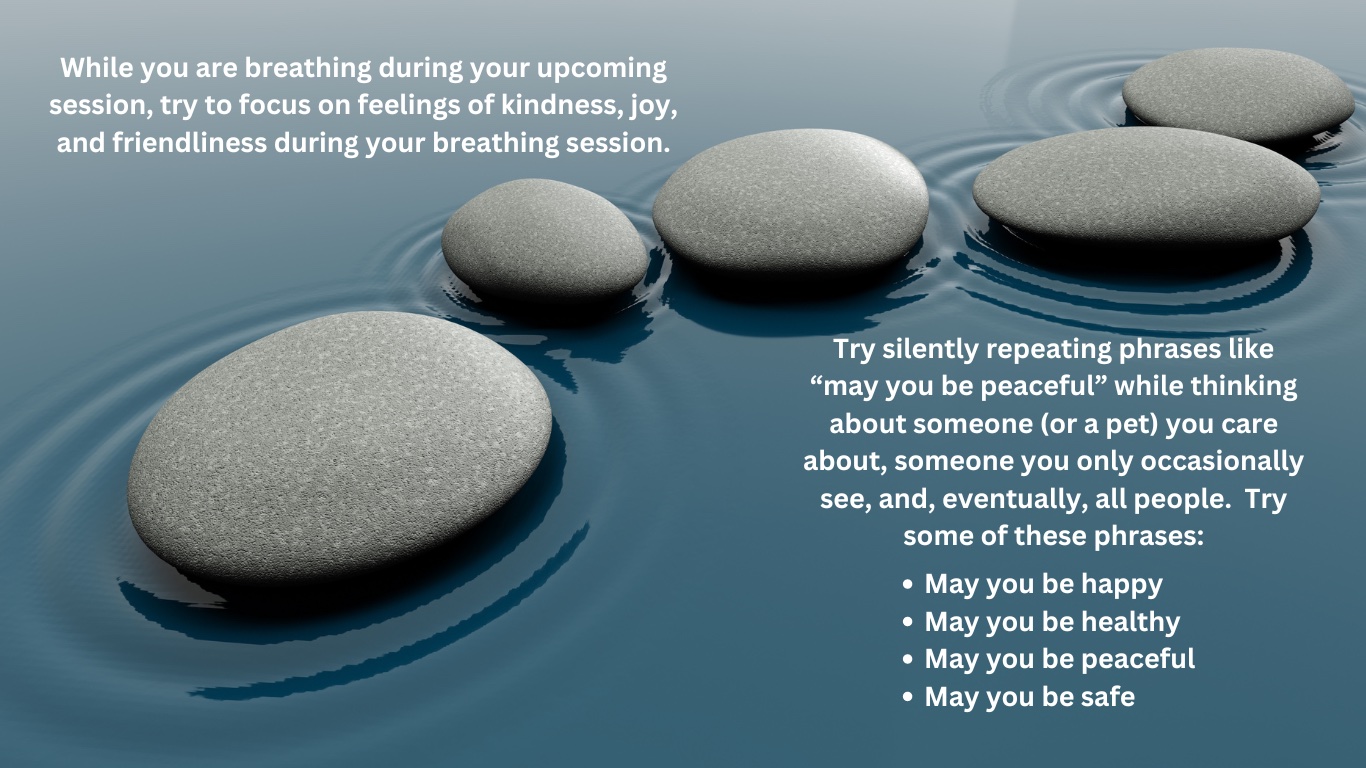 While you are breathing during your upcoming
session, try to focus on feelings of kindness, joy,
and friendliness during your breathing session.
Try silently repeating phrases like
“may you be peaceful” while thinking
about someone (or a pet) you care
about, someone you only occasionally
see, and, eventually, all people.  Try
some of these phrases:
• May you be happy
• May you be healthy
• May you be peaceful
• May you be safe